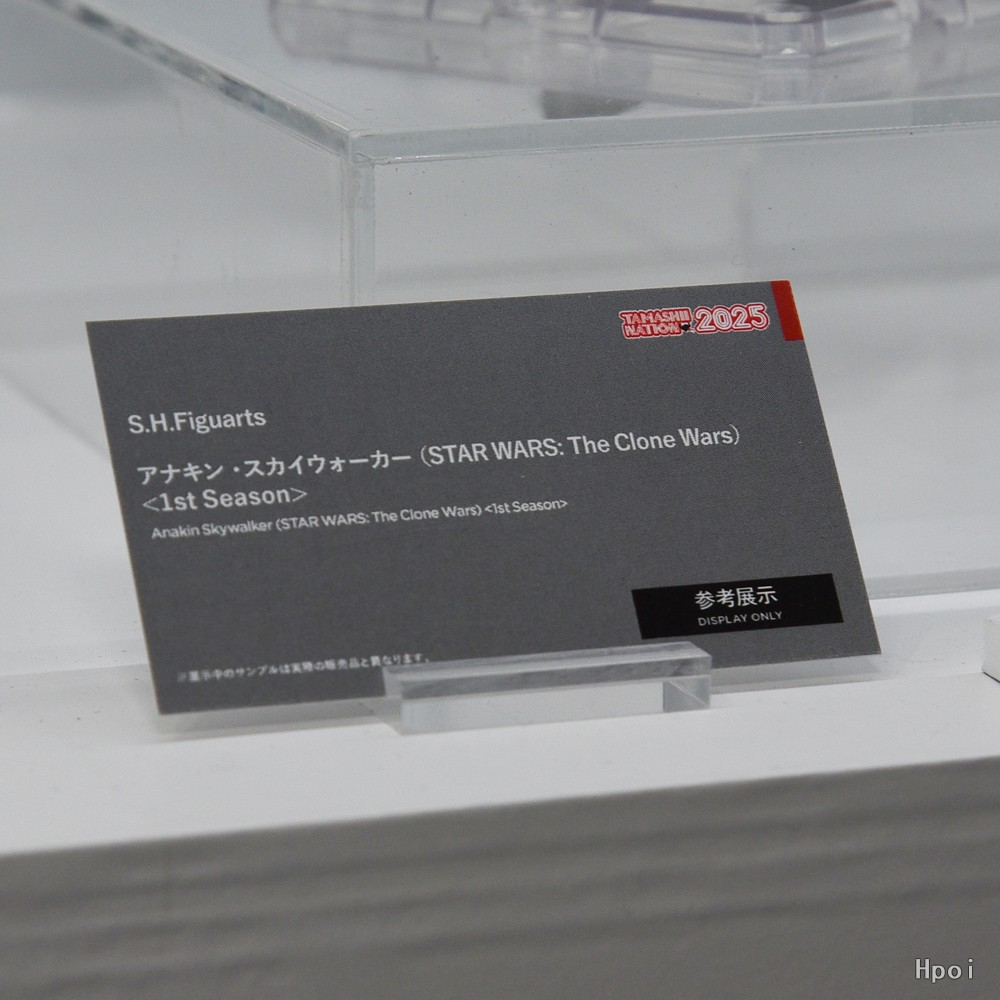 TAMASHII NATION 2025
S.H.Figuarts
アナキン・スカイウォーカー（STAR WARS: The Clone Wars）
<1st Season>
Anakin Skywalker (STAR WARS: The Clone Wars) <1st Season>
参考展示
DISPLAY ONLY
※展示中のサンプルは実際の販売品と異なります。
Hpoi